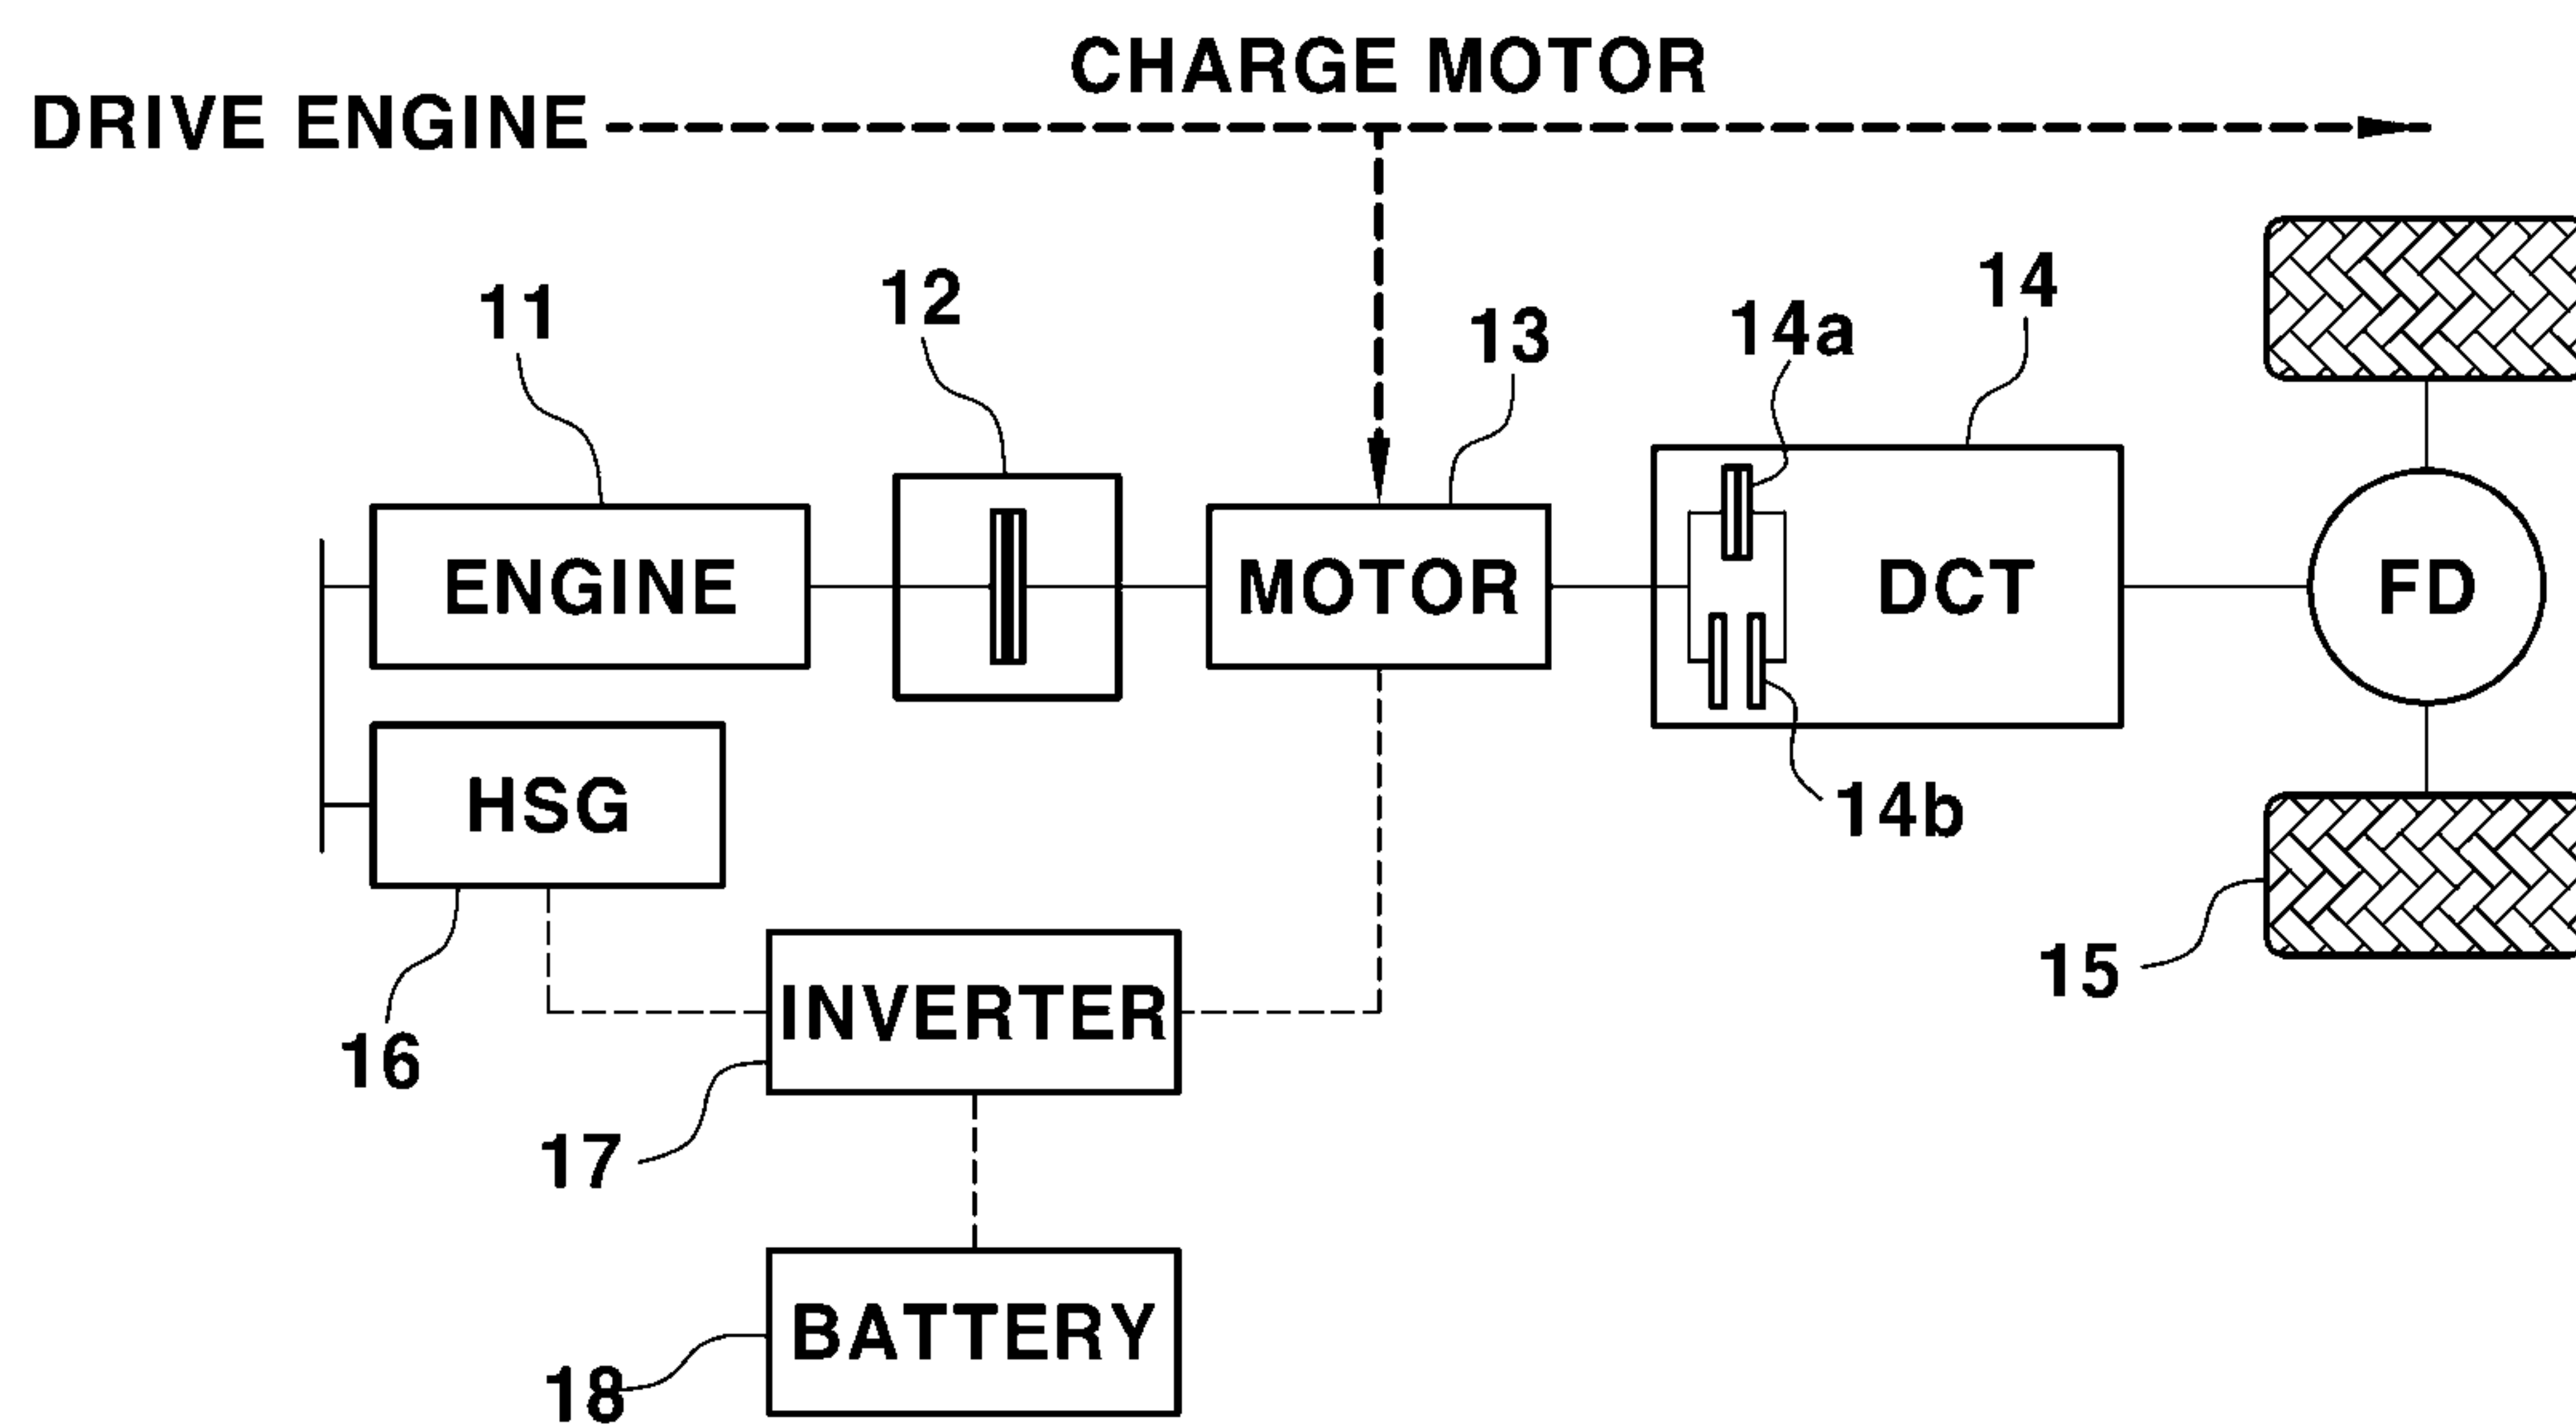 CHARGE MOTOR
DRIVE ENGINE
11
12
13
14a
14
ENGINE
MOTOR
DCT
FD
HSG
14b
15
INVERTER
16
17
BATTERY
18